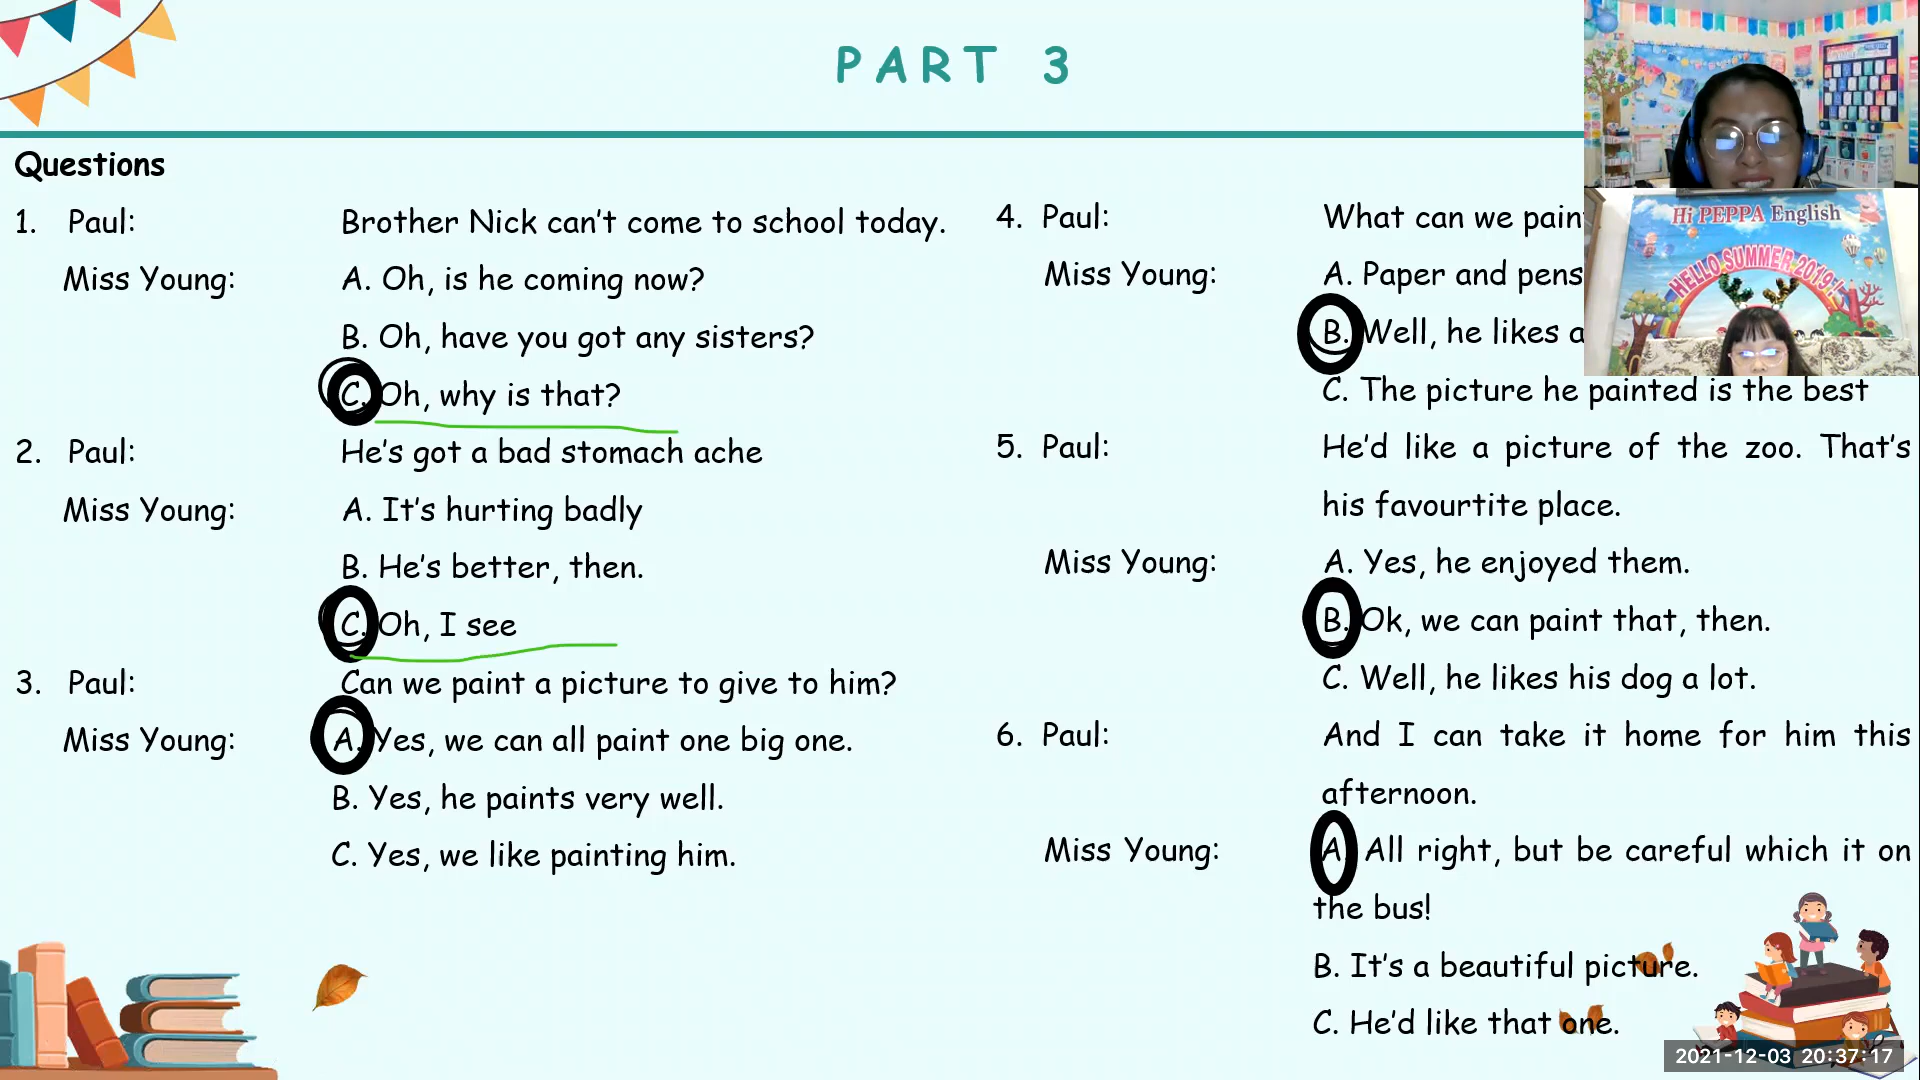 PART 3
Questions
1. Paul: Brother Nick can't come to school today.
Miss Young: A. Oh, is he coming now?
B. Oh, have you got any sisters?
C. Oh, why is that?
2. Paul: He's got a bad stomach ache
Miss Young: A. It's hurting badly
B. He's better, then.
C. Oh, I see
3. Paul: Can we paint a picture to give to him?
Miss Young: A. Yes, we can all paint one big one.
B. Yes, he paints very well.
C. Yes, we like painting him.
4. Paul: What can we pain
Miss Young: A. Paper and pens
B. Well, he likes a
C. The picture he painted is the best
5. Paul: He'd like a picture of the zoo. That's
his favourtite place.
Miss Young: A. Yes, he enjoyed them.
B. Ok, we can paint that, then.
C. Well, he likes his dog a lot.
6. Paul: And I can take it home for him this
afternoon.
Miss Young: A. All right, but be careful which it on
the bus!
B. It's a beautiful picture.
C. He'd like that one.
Hi PEPPA English
HELLO SUMMER 2019!
2021-12-03 20:37:17